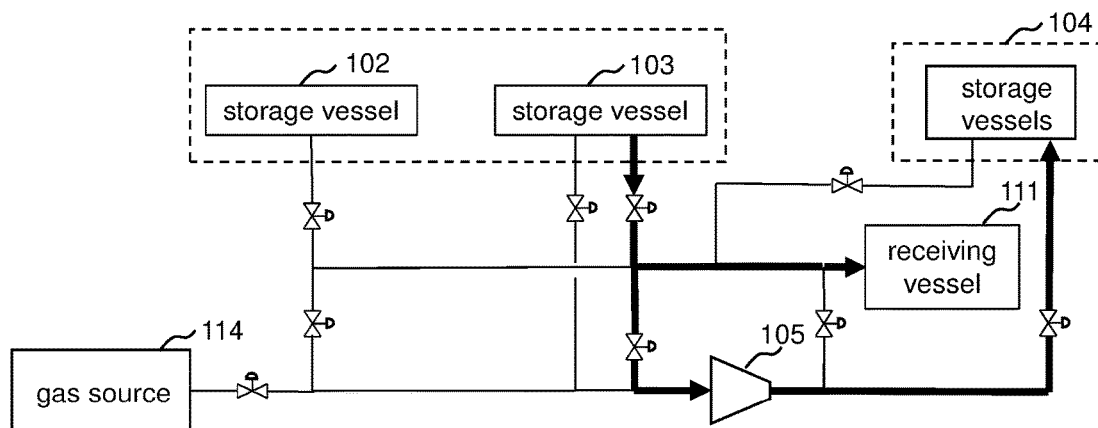 104
102
103
storage vessel
storage vessel
storage
vessels
111
receiving
vessel
114
105
gas source